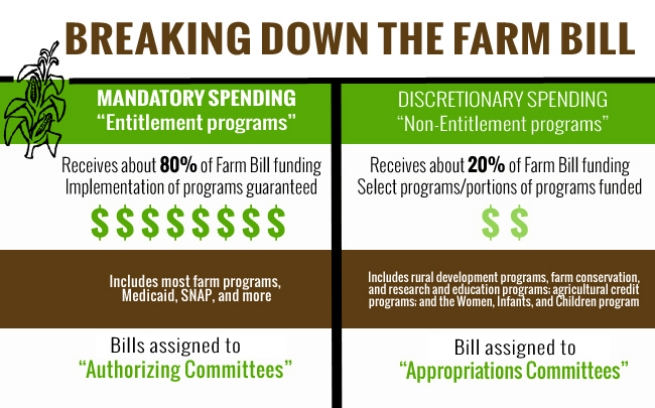 BREAKING DOWN THE FARM BILL
MANDATORY SPENDING
“Entitlement programs”
Receives about 80% of Farm Bill funding
Implementation of programs guaranteed
$$$$$$$$
Includes most farm programs,
Medicaid, SNAP, and more
Bills assigned to
“Authorizing Committees”
DISCRETIONARY SPENDING
“Non-Entitlement programs”
Receives about 20% of Farm Bill funding
Select programs/portions of programs funded
$$
Includes rural development programs, farm conservation,
and research and education programs; agricultural credit
programs; and the Women, Infants, and Children program
Bill assigned to
“Appropriations Committees”